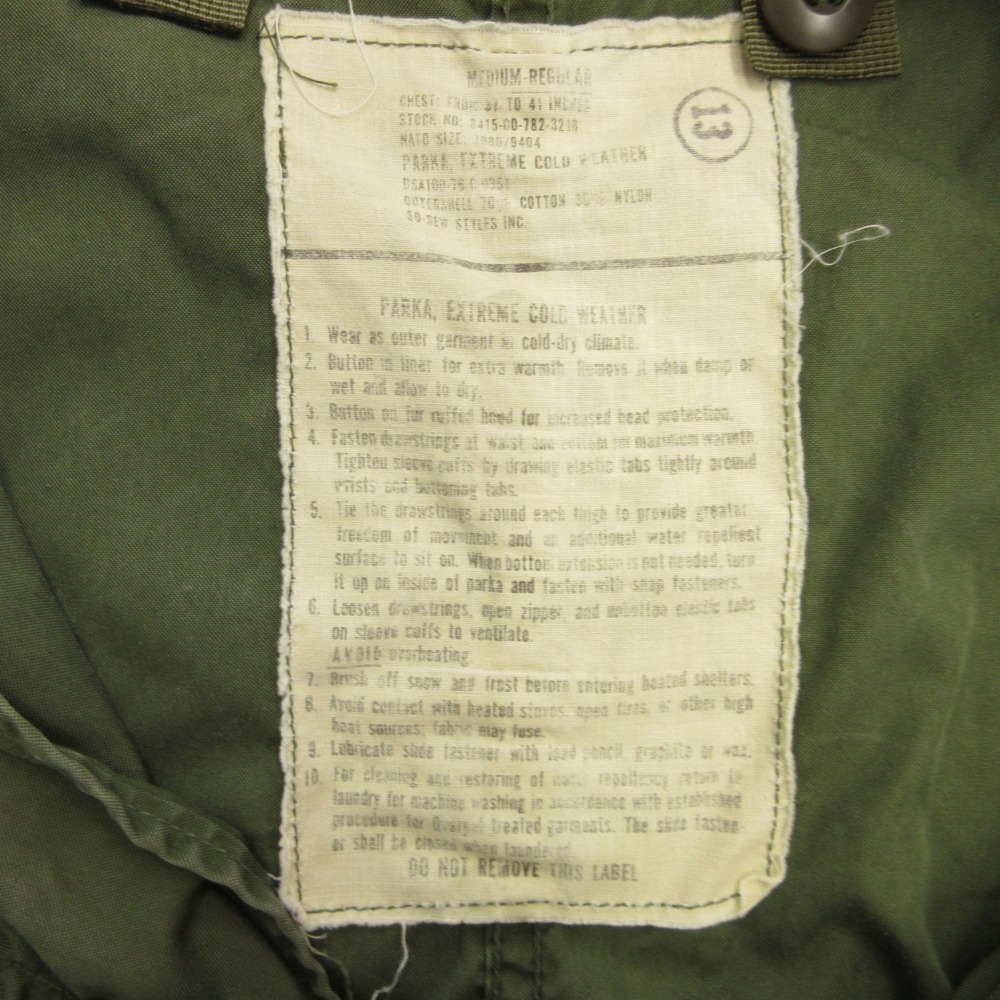 MEDIUM-REGULAR
CHEST: FROM 37 TO 41 INCHES
STOCK NO: 8415-00-782-3218
NATO SIZE: 7080/9404
13
PARKA, EXTREME COLD WEATHER
OUTERSHELL COTTON NYLON
SO-SEW STYLES INC
PARKA, EXTREME COLD WEATHER
1. Wear as outer garment in cold-dry climate.
2. Button in liner for extra warmth. Remove it when damp or
wet and allow to dry.
3. Button on fur ruffed hood for increased head protection.
4. Fasten drawstrings at waist and bottom for maximum warmth.
Tighten sleeve cuffs by drawing elastic tabs tightly around
wrists and buttoning tabs.
5. Tie the drawstrings around each thigh to provide greater
freedom of movement and an additional water repellent
surface to sit on. When bottom extension is not needed, turn
it up on inside of parka and fasten with snap fasteners.
6. Loosen drawstrings, open zipper, and unbutton elastic tabs
on sleeve cuffs to ventilate.
AVOID overheating.
7. Brush off snow and frost before entering heated shelters.
8. Avoid contact with heated stoves, open fires, or other high
heat sources; fabric may fuse.
9. Lubricate slide fastener with lead pencil, graphite or wax.
10. For cleaning and restoring of water repellency return to
laundry for machine washing in accordance with established
procedure for Quarpel treated garments. The slide fasten-
er shall be closed when laundered.
DO NOT REMOVE THIS LABEL